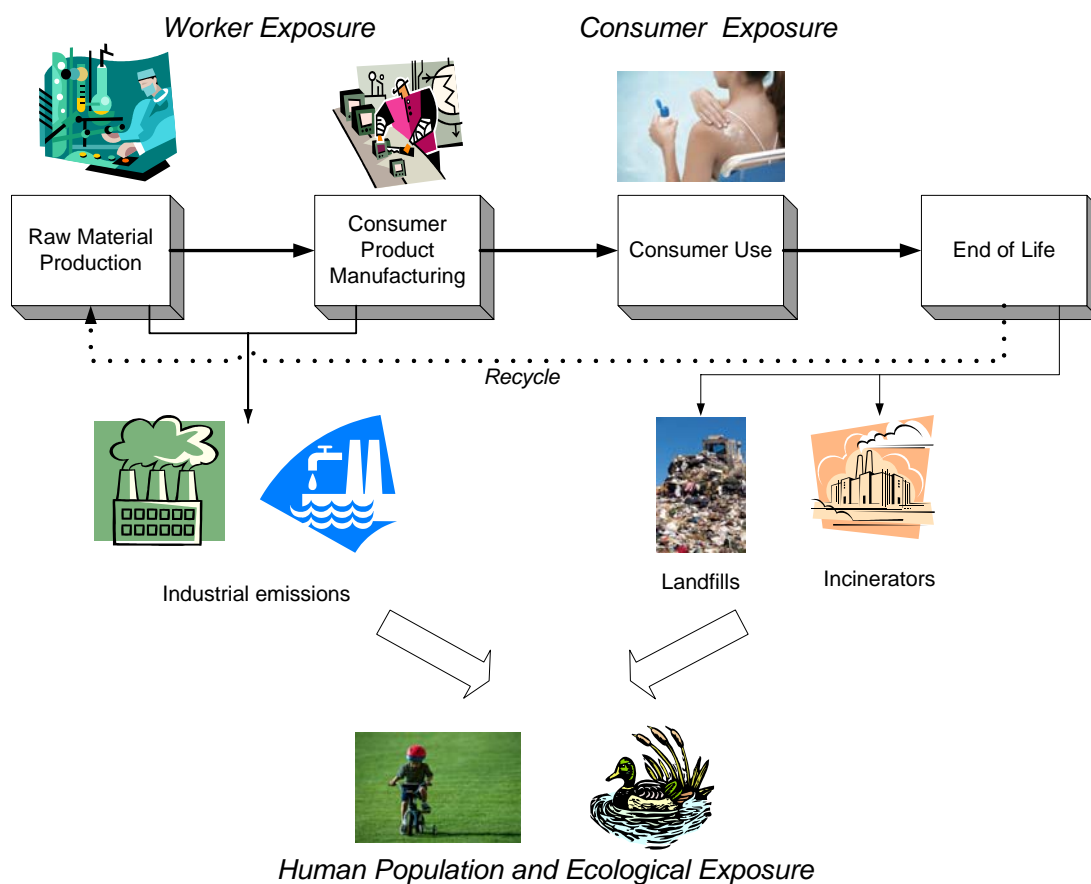 Worker Exposure
Consumer Exposure
Raw Material
Production
Consumer
Product
Manufacturing
Consumer Use
End of Life
Recycle
Industrial emissions
Landfills
Incinerators
Human Population and Ecological Exposure